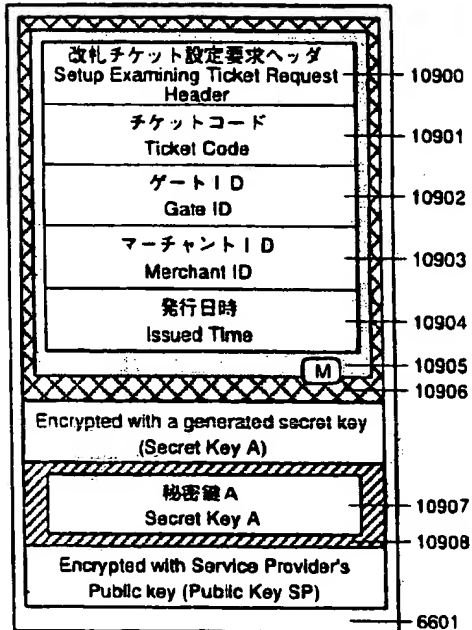 改札チケット設定要求ヘッダ
Setup Examining Ticket Request
Header
10900
チケットコード
Ticket Code
10901
ゲートID
Gate ID
10902
マーチャントID
Merchant ID
10903
発行日時
Issued Time
10904
M
10905
10906
Encrypted with a generated secret key
(Secret Key A)
秘密鍵A
Secret Key A
10907
10908
Encrypted with Service Provider's
Public key (Public Key SP)
6601